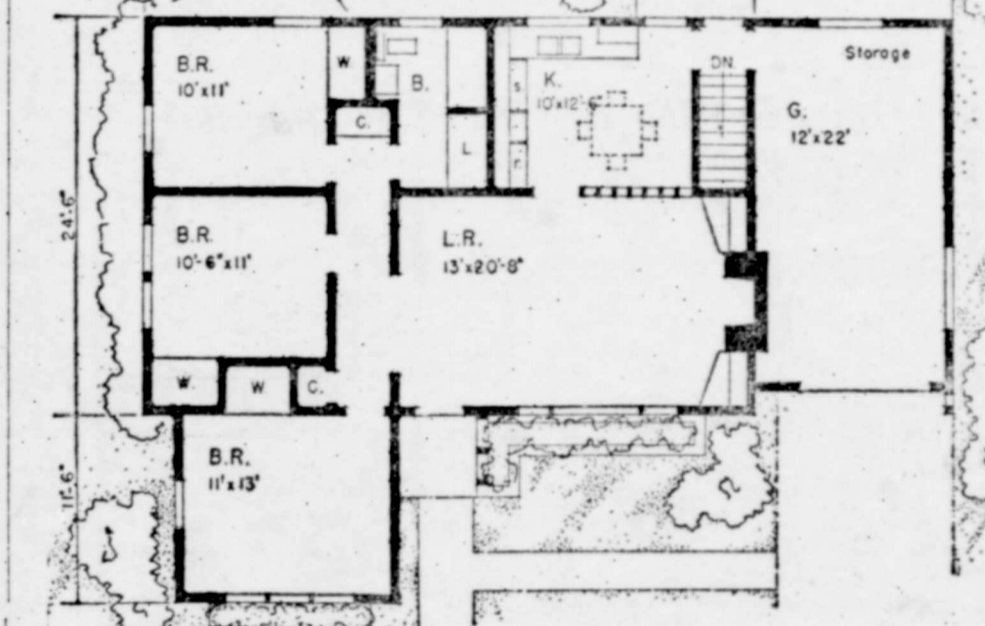 B.R.
10'x11'
W.
C.
B.
L
S.
K.
10'x12'-6"
r.
DN.
Storage
G.
12'x22'
24'-6"
B.R.
10'-6"x11'
L.R.
13'x20'-8"
W.
W.
C.
B.R.
11'x13'
11'-6"